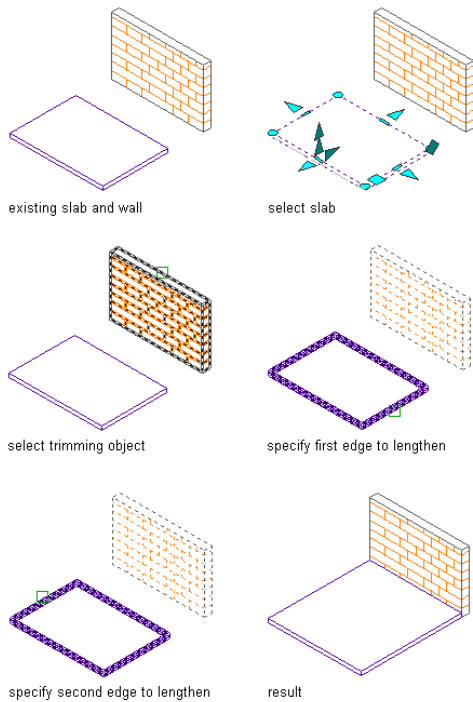 existing slab and wall
select slab
select trimming object
specify first edge to lengthen
specify second edge to lengthen
result